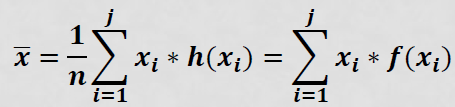 x̄ = 1/n ∑_{i=1}^{j} x_i * h(x_i) = ∑_{i=1}^{j} x_i * f(x_i)